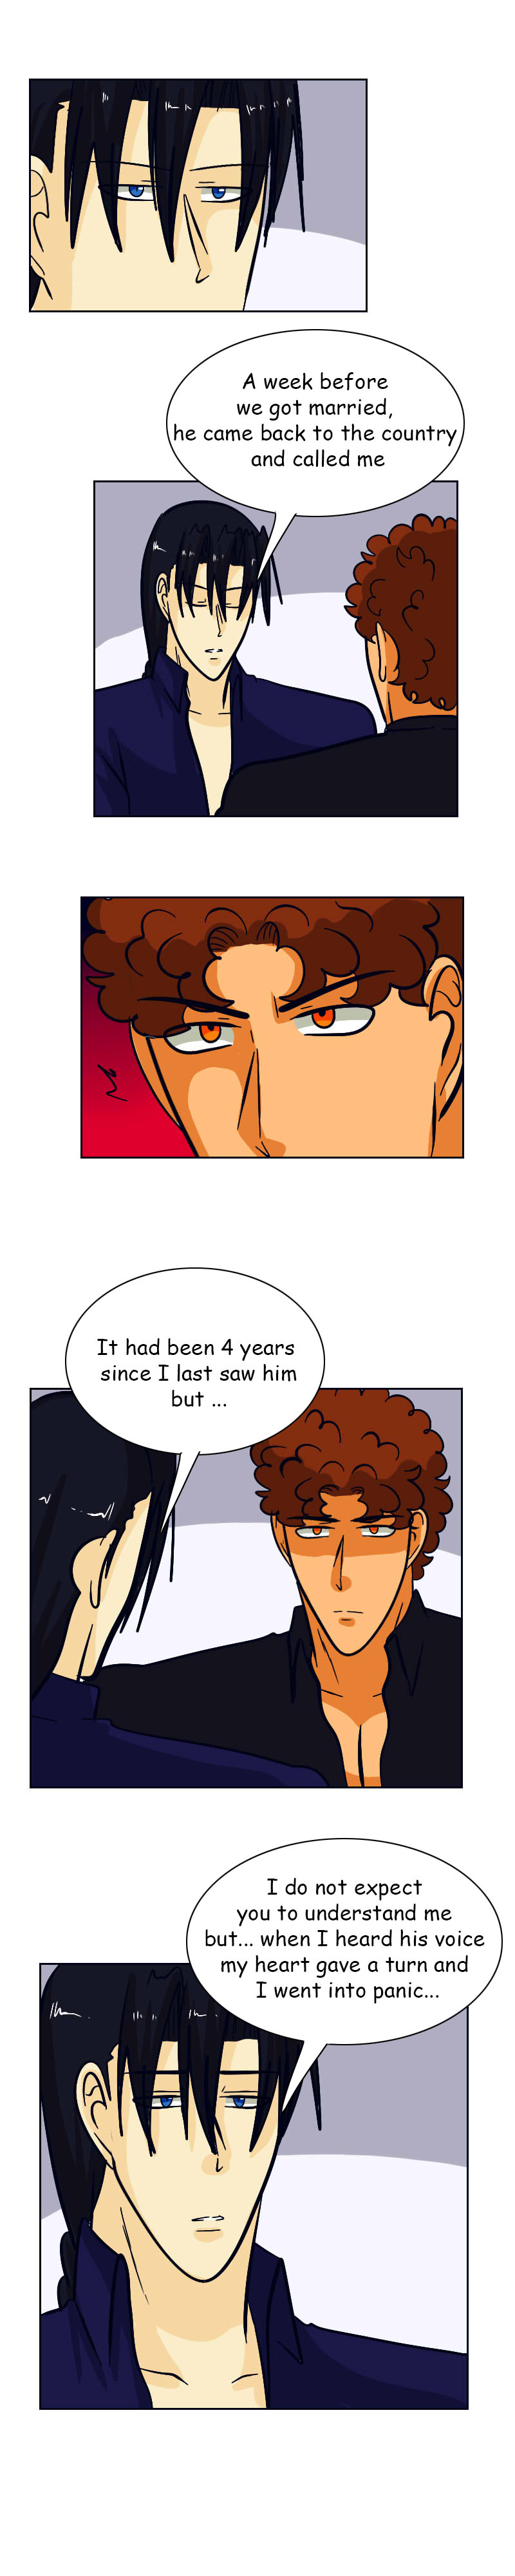 A week before
we got married,
he came back to the country
and called me
It had been 4 years
since I last saw him
but ...
I do not expect
you to understand me
but... when I heard his voice
my heart gave a turn and
I went into panic...